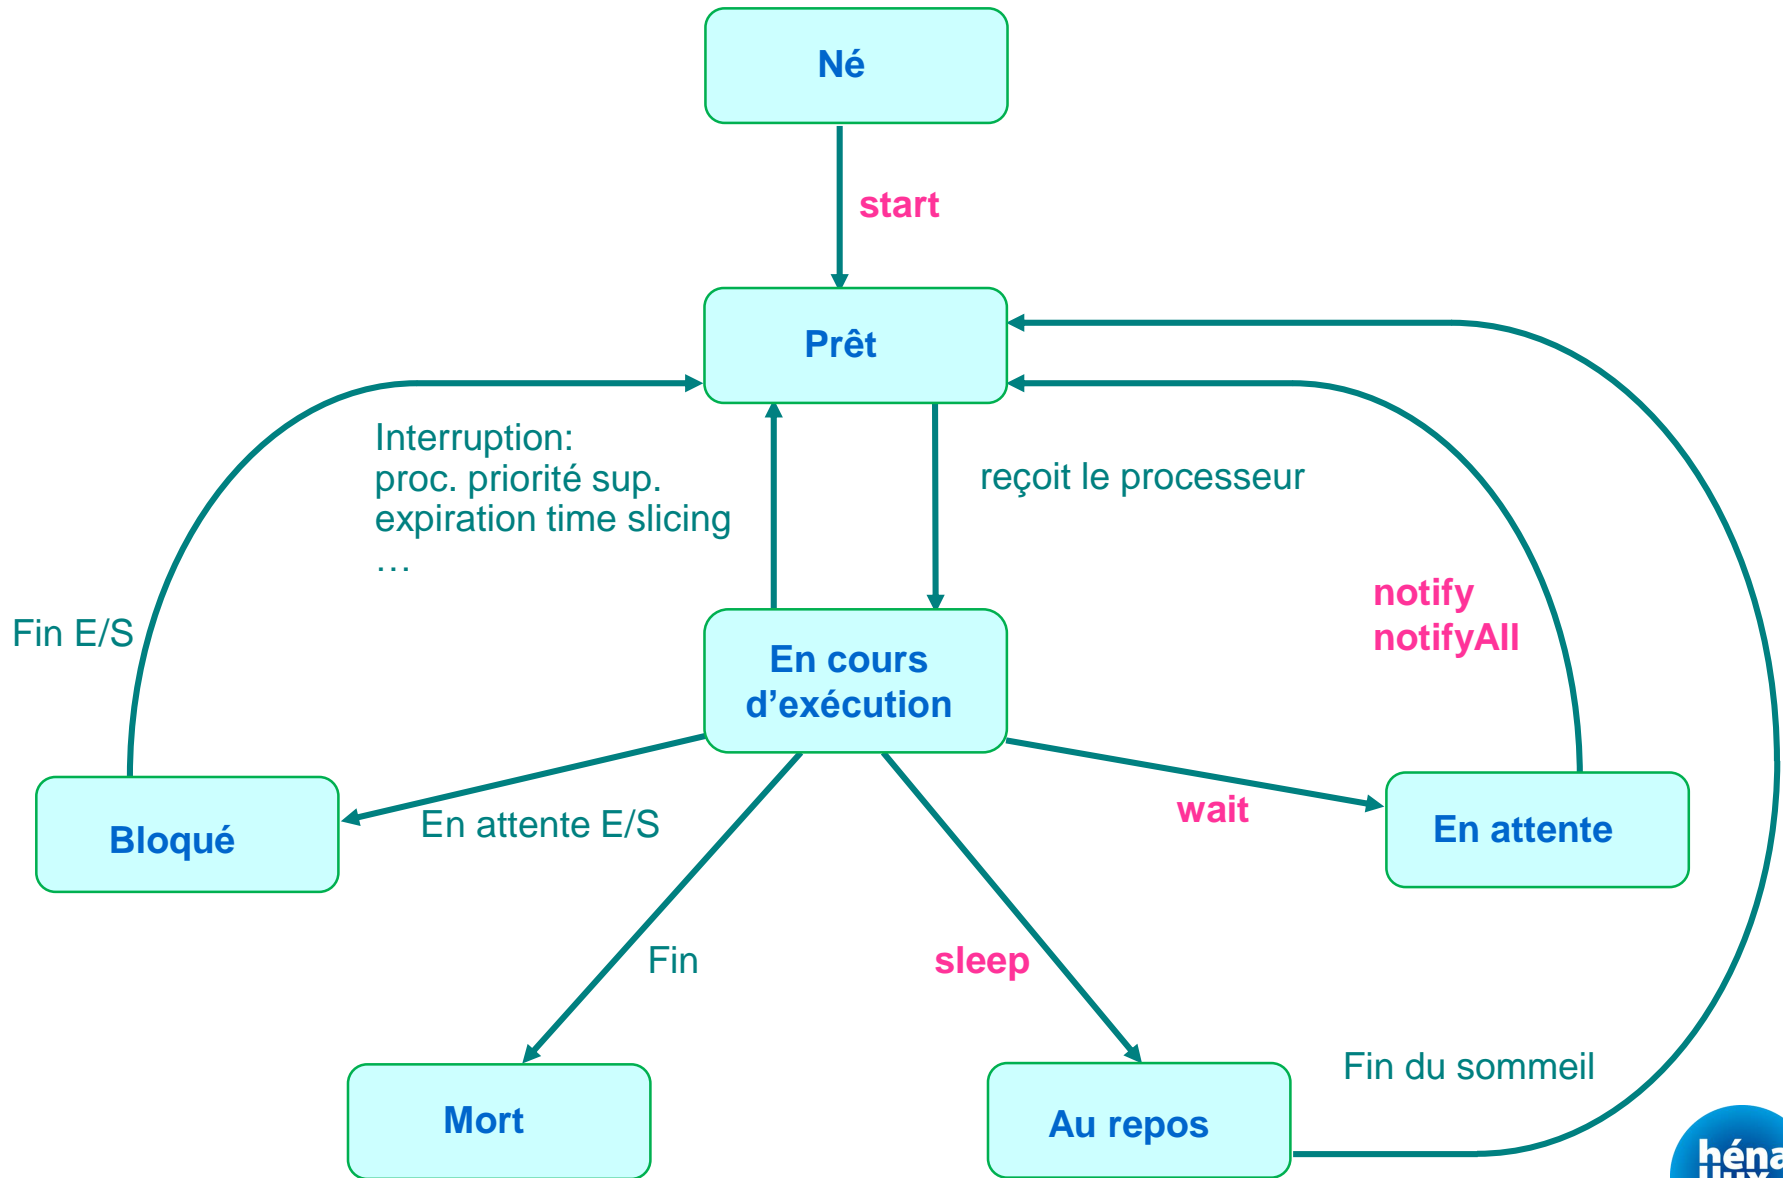 Né
start
Prêt
Interruption:
proc. priorité sup.
expiration time slicing
…
reçoit le processeur
notify
notifyAll
Fin E/S
En cours
d’exécution
Bloqué
En attente E/S
wait
En attente
Fin
sleep
Fin du sommeil
Mort
Au repos
héna